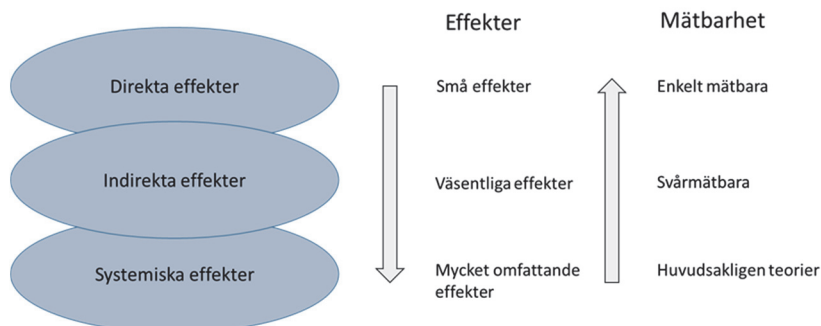 Effekter
Mätbarhet
Direkta effekter
Små effekter
Enkelt mätbara
Indirekta effekter
Väsentliga effekter
Svårmätbara
Systemiska effekter
Mycket omfattande
effekter
Huvudsakligen teorier